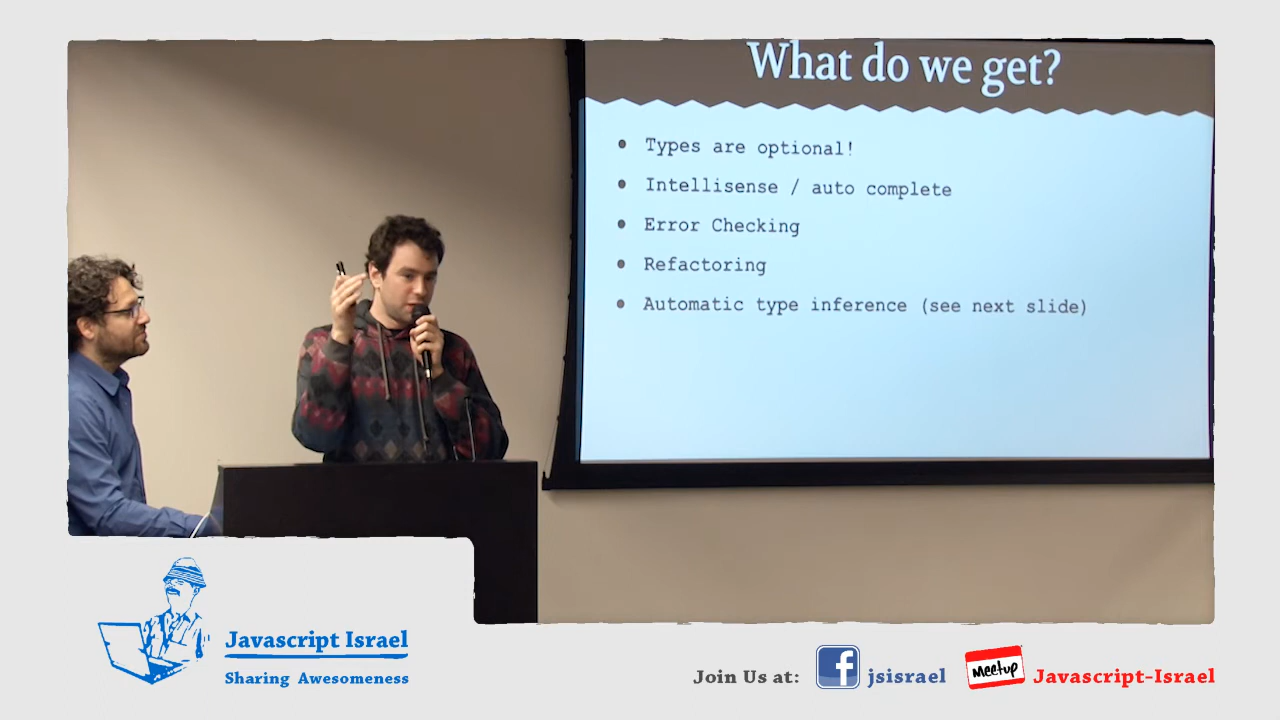 What do we get?
Types are optional!
Intellisense / auto complete
Error Checking
Refactoring
Automatic type inference (see next slide)
Javascript Israel
Sharing Awesomeness
Join Us at: f jsisrael Meetup Javascript-Israel